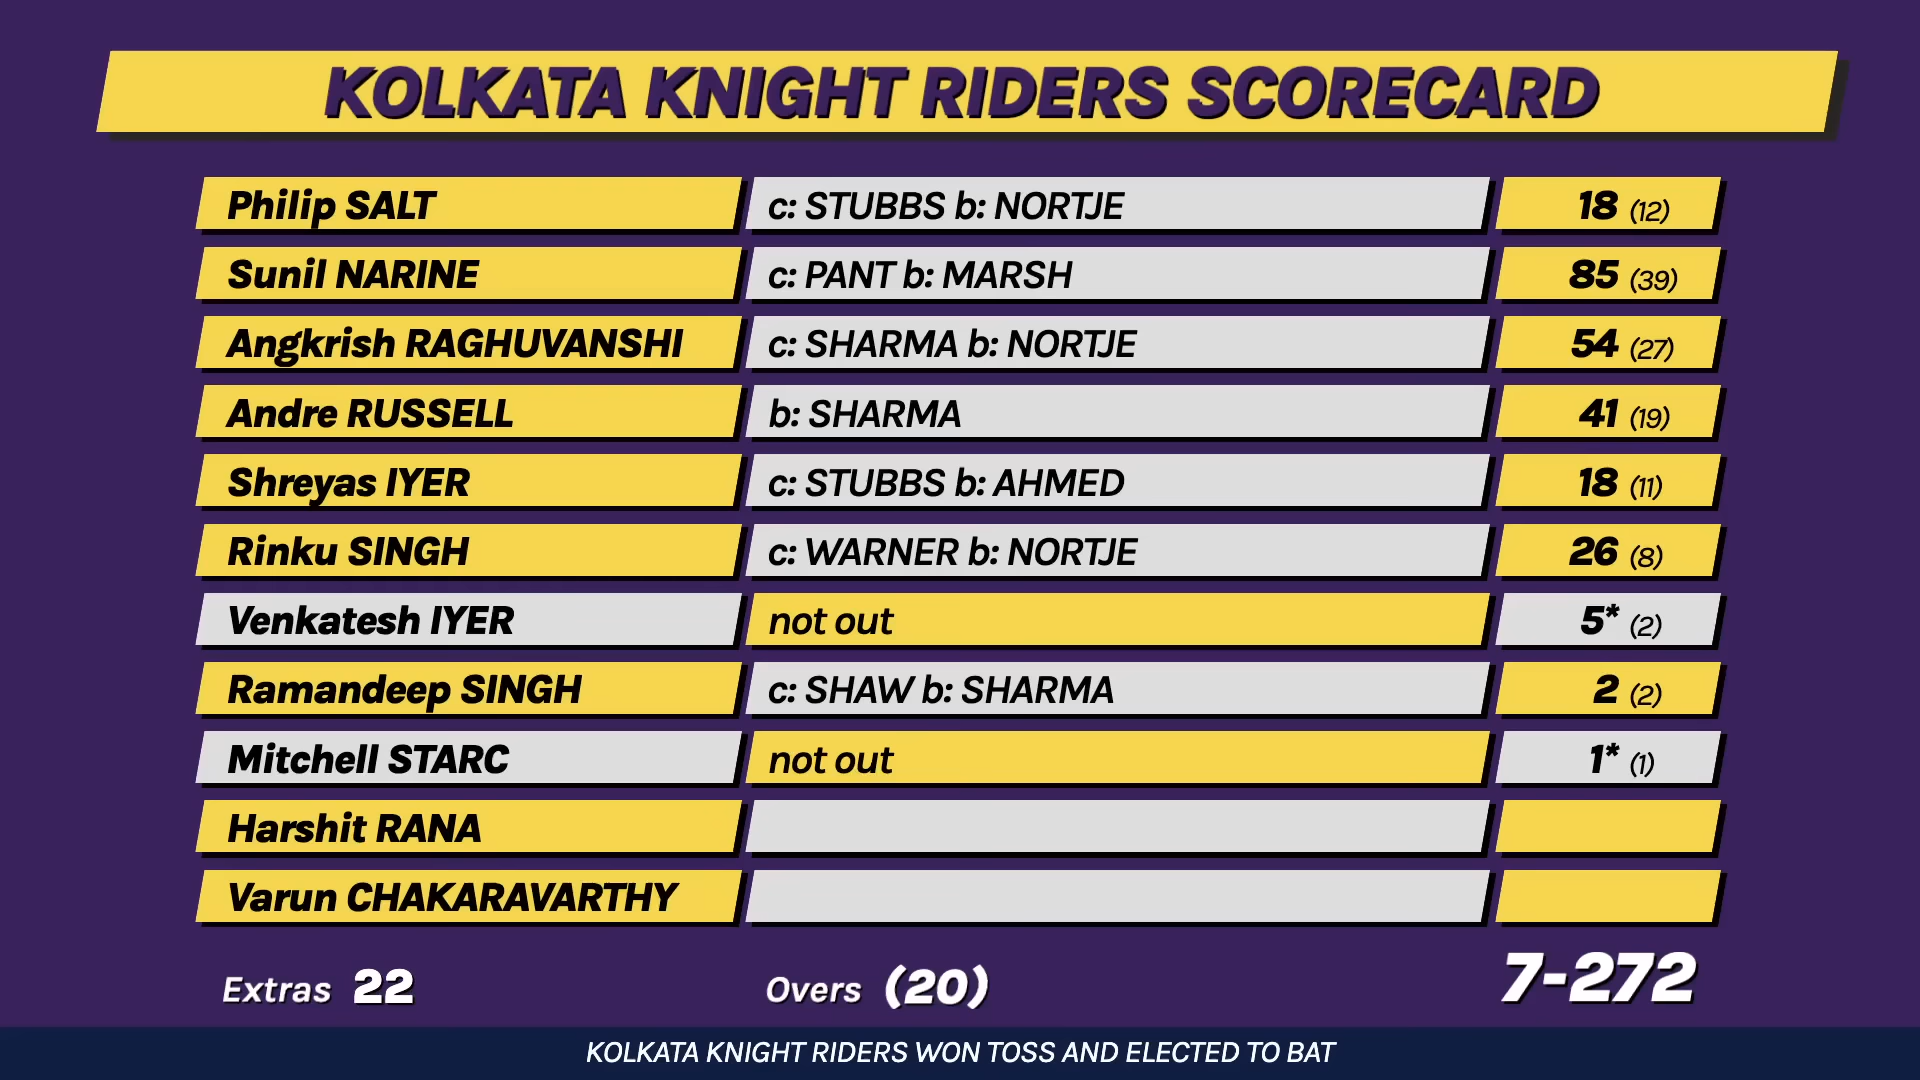 KOLKATA KNIGHT RIDERS SCORECARD
Philip SALT c: STUBBS b: NORTJE 18 (12)
Sunil NARINE c: PANT b: MARSH 85 (39)
Angkrish RAGHUVANSHI c: SHARMA b: NORTJE 54 (27)
Andre RUSSELL b: SHARMA 41 (19)
Shreyas IYER c: STUBBS b: AHMED 18 (11)
Rinku SINGH c: WARNER b: NORTJE 26 (8)
Venkatesh IYER not out 5* (2)
Ramandeep SINGH c: SHAW b: SHARMA 2 (2)
Mitchell STARC not out 1* (1)
Harshit RANA
Varun CHAKARAVARTHY
Extras 22 Overs (20) 7-272
KOLKATA KNIGHT RIDERS WON TOSS AND ELECTED TO BAT